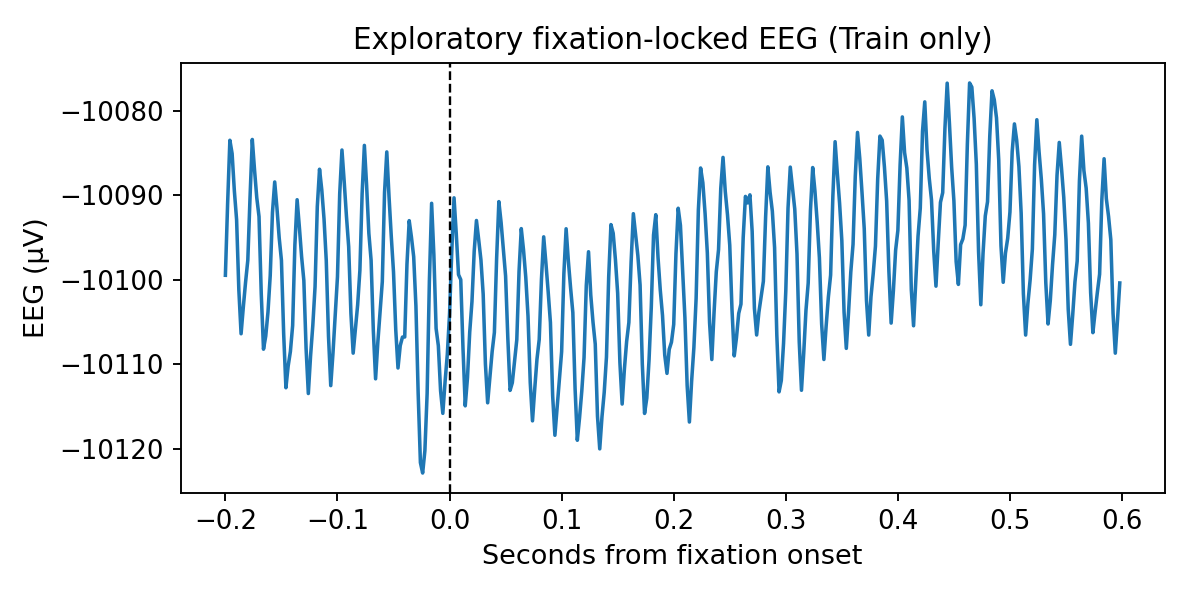 Exploratory fixation-locked EEG (Train only)
EEG (µV)
−10080
−10090
−10100
−10110
−10120
−0.2 −0.1 0.0 0.1 0.2 0.3 0.4 0.5 0.6
Seconds from fixation onset